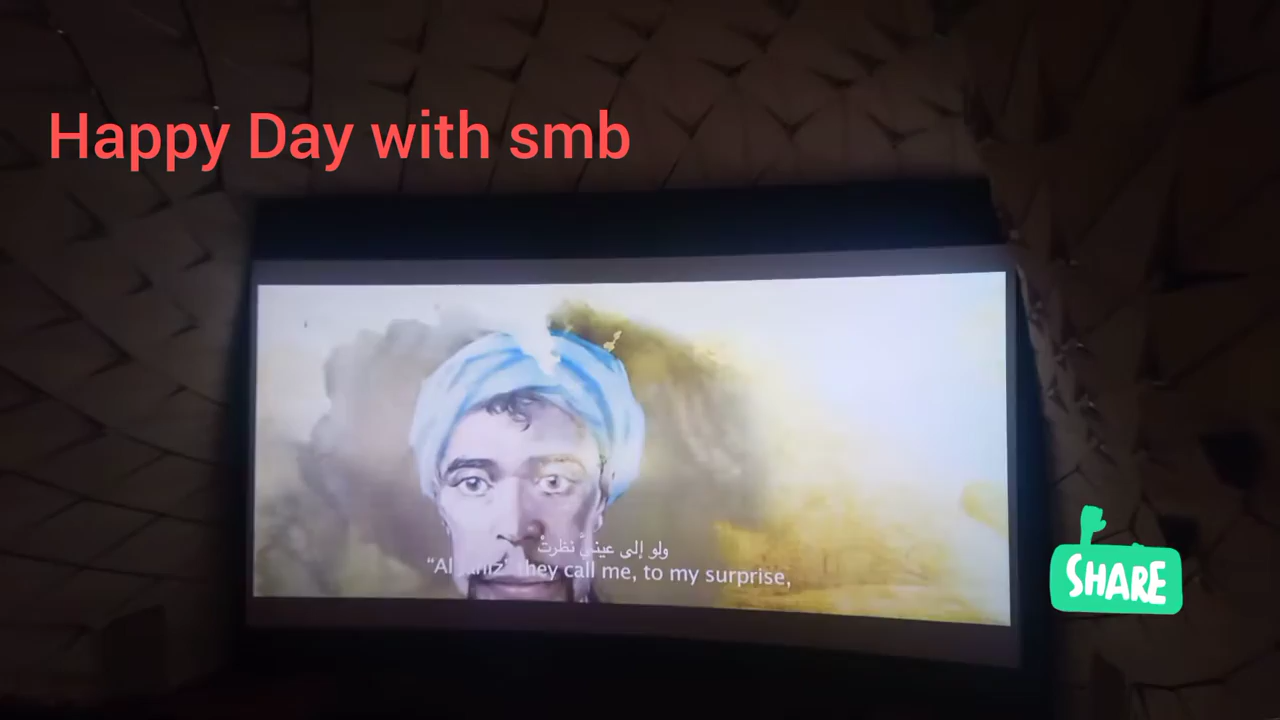 Happy Day with smb
ولو إلى عينيَّ نظرتْ
they call me, to my surprise,
SHARE